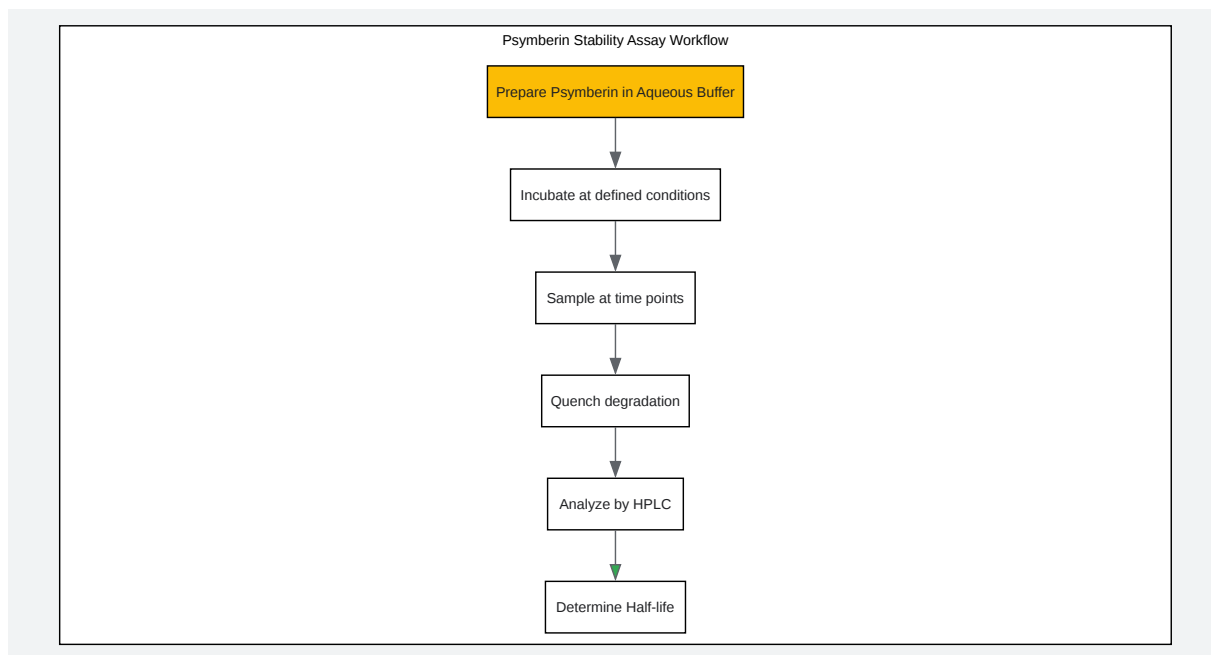 Psymberin Stability Assay Workflow
Prepare Psymberin in Aqueous Buffer
Incubate at defined conditions
Sample at time points
Quench degradation
Analyze by HPLC
Determine Half-life